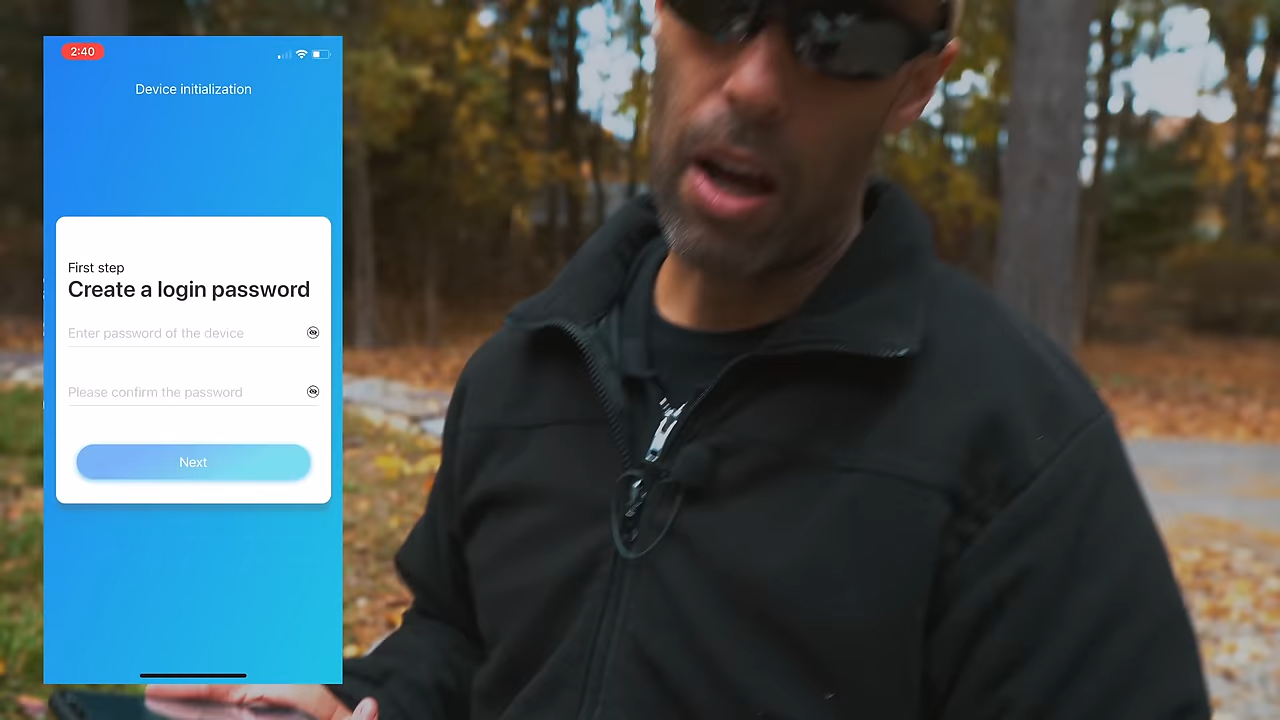 2:40
Device initialization
First step
Create a login password
Enter password of the device
Please confirm the password
Next